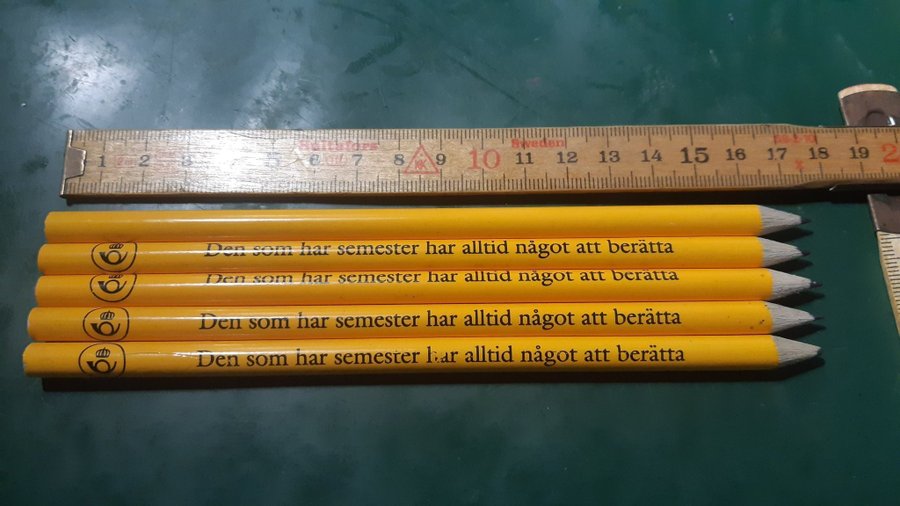 Hultafors Sweden
1 2 3 5 6 7 8 9 10 11 12 13 14 15 16 17 18 19 2
Den som har semester har alltid något att berätta
Den som har semester har alltid något att berätta
Den som har semester har alltid något att berätta
Den som har semester har alltid något att berätta